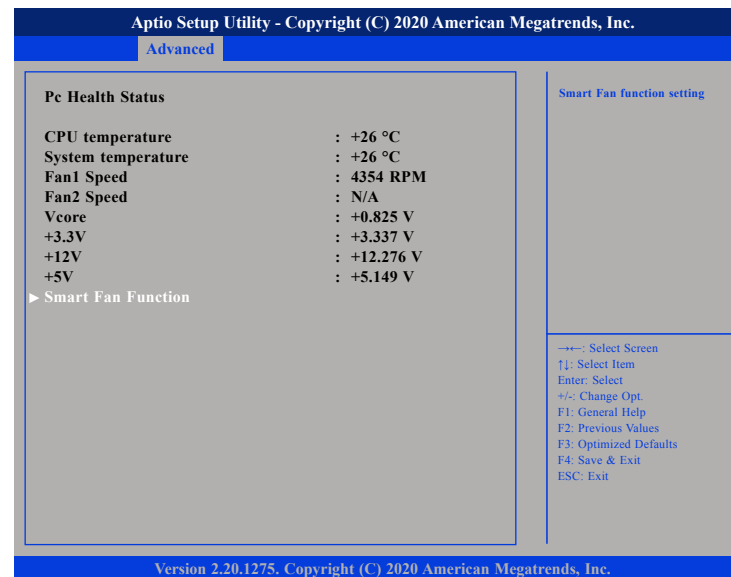 Aptio Setup Utility - Copyright (C) 2020 American Megatrends, Inc.
Advanced
Pc Health Status
CPU temperature : +26 °C
System temperature : +26 °C
Fan1 Speed : 4354 RPM
Fan2 Speed : N/A
Vcore : +0.825 V
+3.3V : +3.337 V
+12V : +12.276 V
+5V : +5.149 V
▶ Smart Fan Function
Smart Fan function setting
→←: Select Screen
↑↓: Select Item
Enter: Select
+/-: Change Opt.
F1: General Help
F2: Previous Values
F3: Optimized Defaults
F4: Save & Exit
ESC: Exit
Version 2.20.1275. Copyright (C) 2020 American Megatrends, Inc.